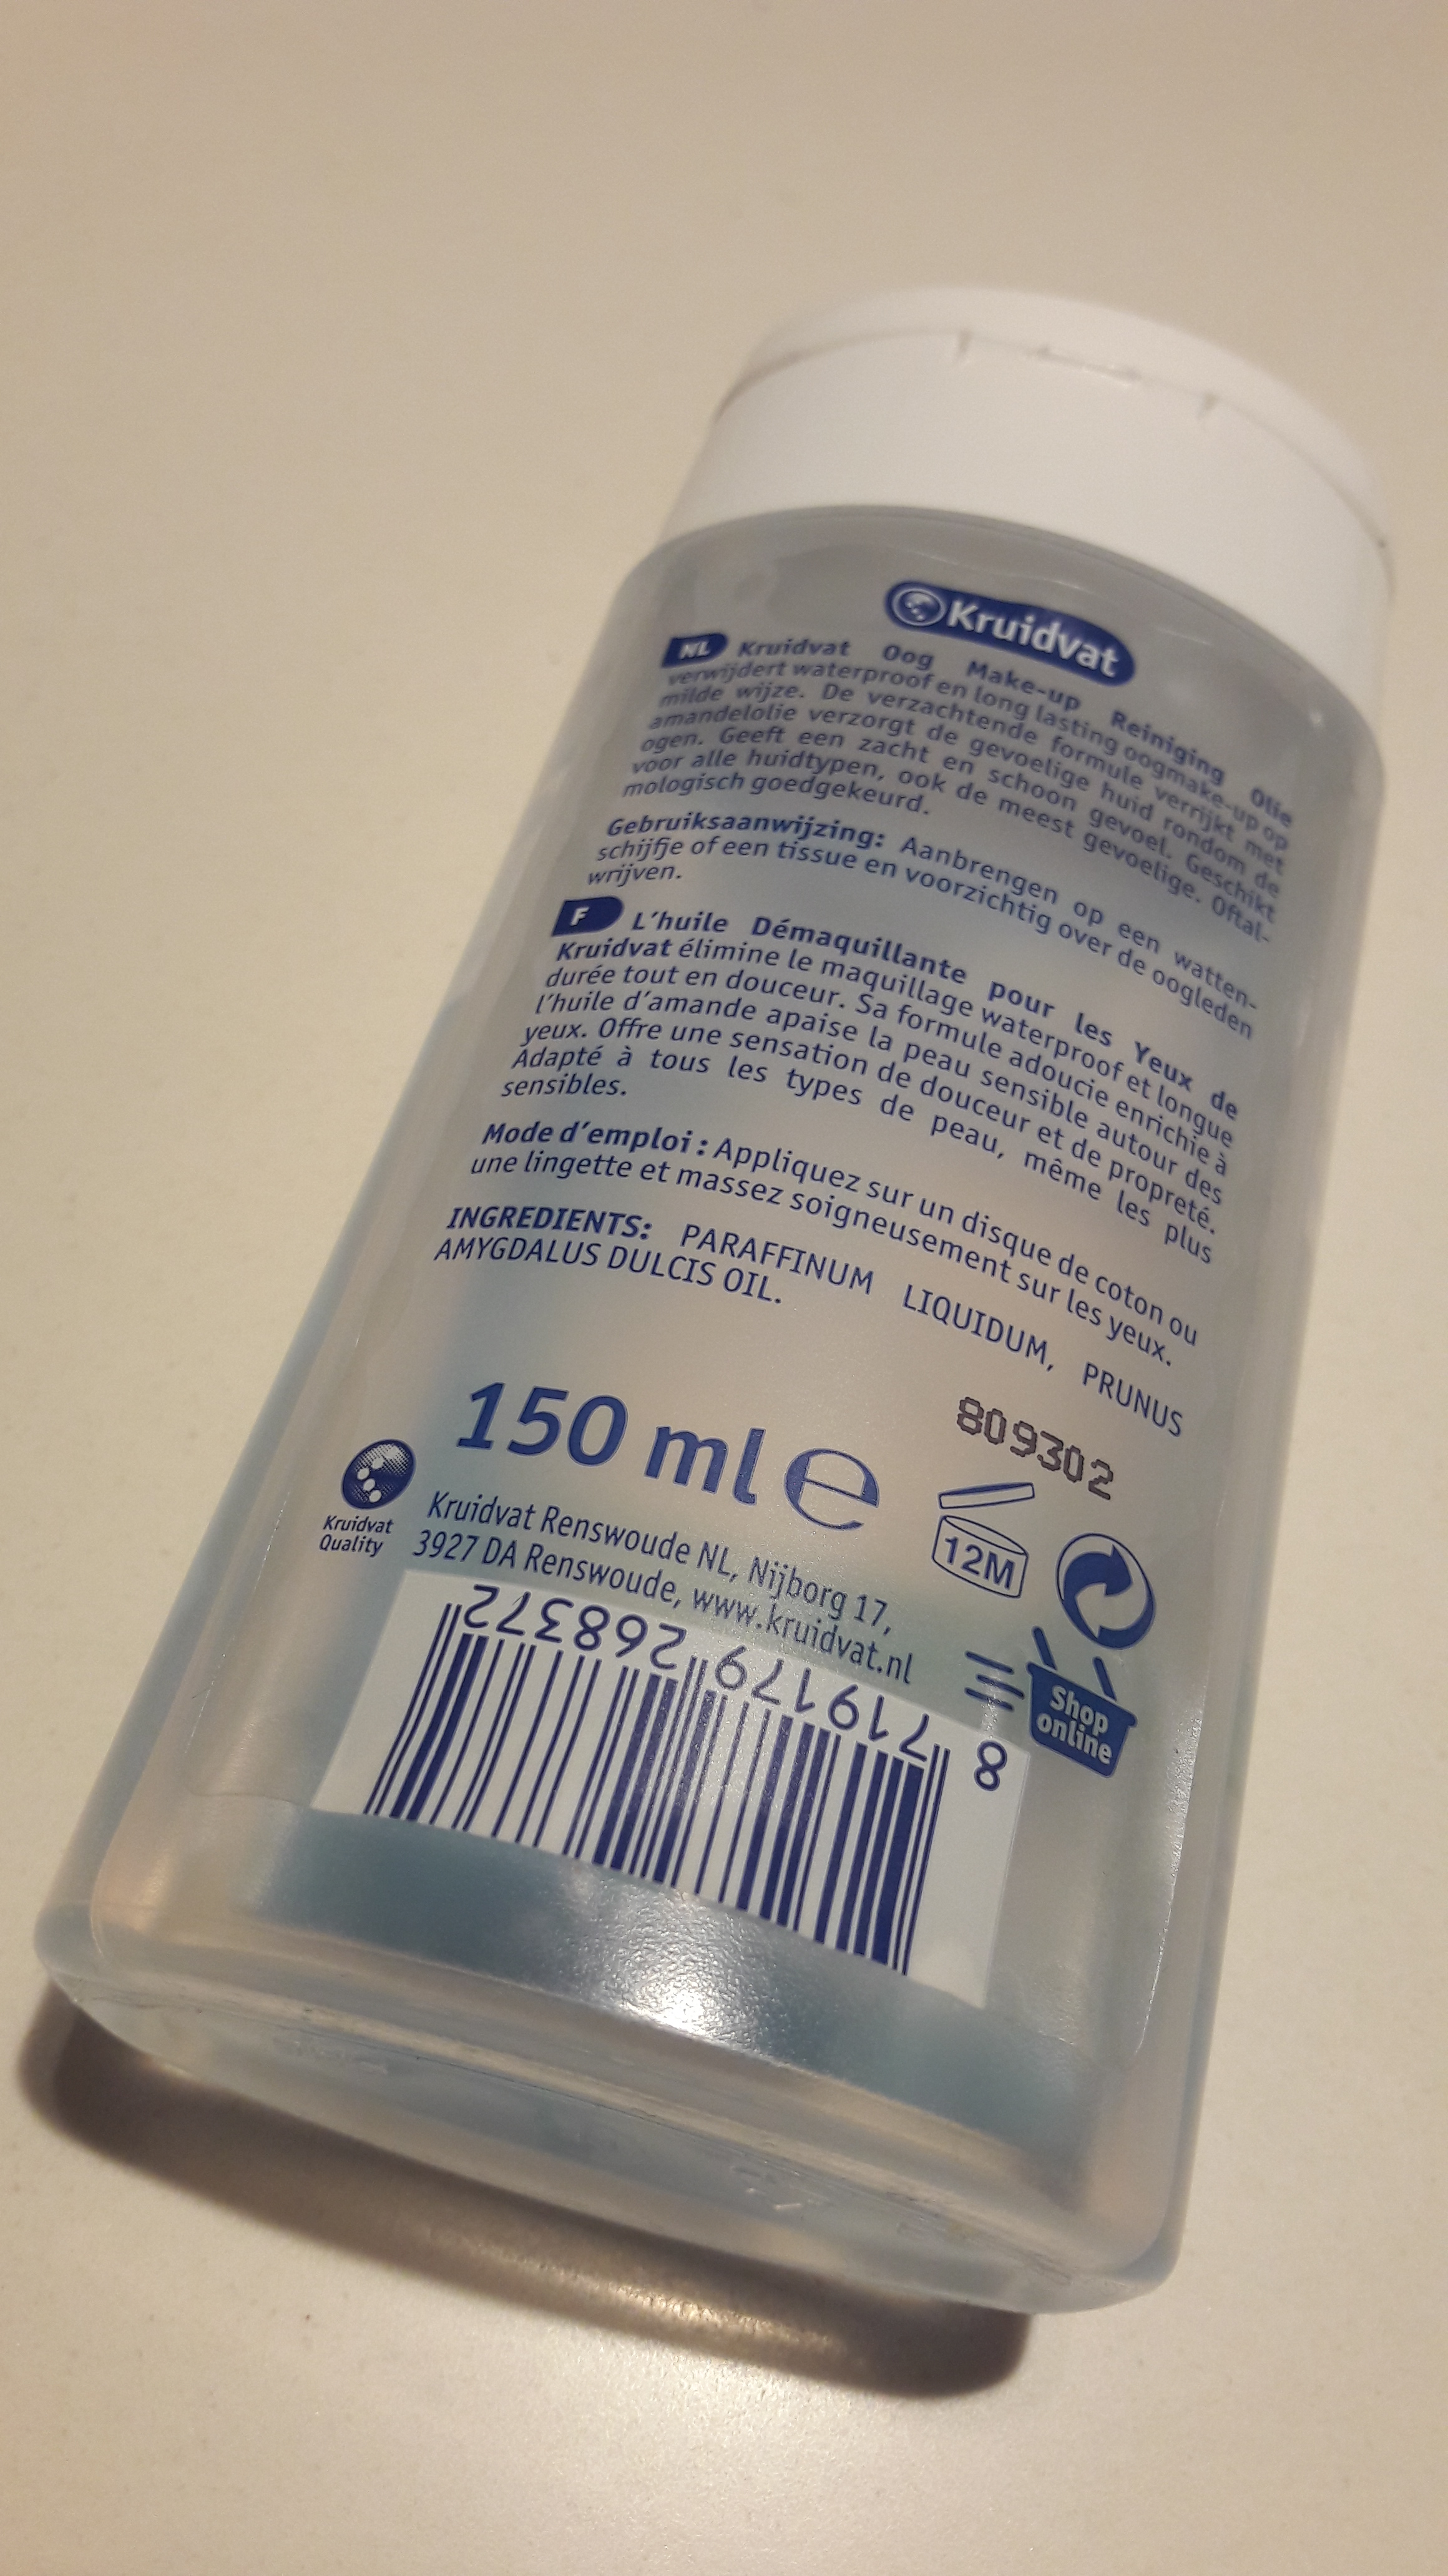 Kruidvat
NL Kruidvat Oog Make-up Reiniging Olie
verwijdert waterproof en long lasting oogmake-up op
milde wijze. De verzachtende formule verrijkt met
amandelolie verzorgt de gevoelige huid rondom de
ogen. Geeft een zacht en schoon gevoel. Geschikt
voor alle huidtypen, ook de meest gevoelige. Oftal-
mologisch goedgekeurd.
Gebruiksaanwijzing: Aanbrengen op een watten-
schijfje of een tissue en voorzichtig over de oogleden
wrijven.
F L'huile Démaquillante pour les Yeux de
Kruidvat élimine le maquillage waterproof et longue
durée tout en douceur. Sa formule adoucie enrichie à
l'huile d'amande apaise la peau sensible autour des
yeux. Offre une sensation de douceur et de propreté.
Adapté à tous les types de peau, même les plus
sensibles.
Mode d'emploi : Appliquez sur un disque de coton ou
une lingette et massez soigneusement sur les yeux.
INGREDIENTS: PARAFFINUM LIQUIDUM, PRUNUS
AMYGDALUS DULCIS OIL.
809302
150 ml e
12M
Kruidvat
Quality
Kruidvat Renswoude NL, Nijborg 17,
3927 DA Renswoude, www.kruidvat.nl
Shop
online
8 719179 268372